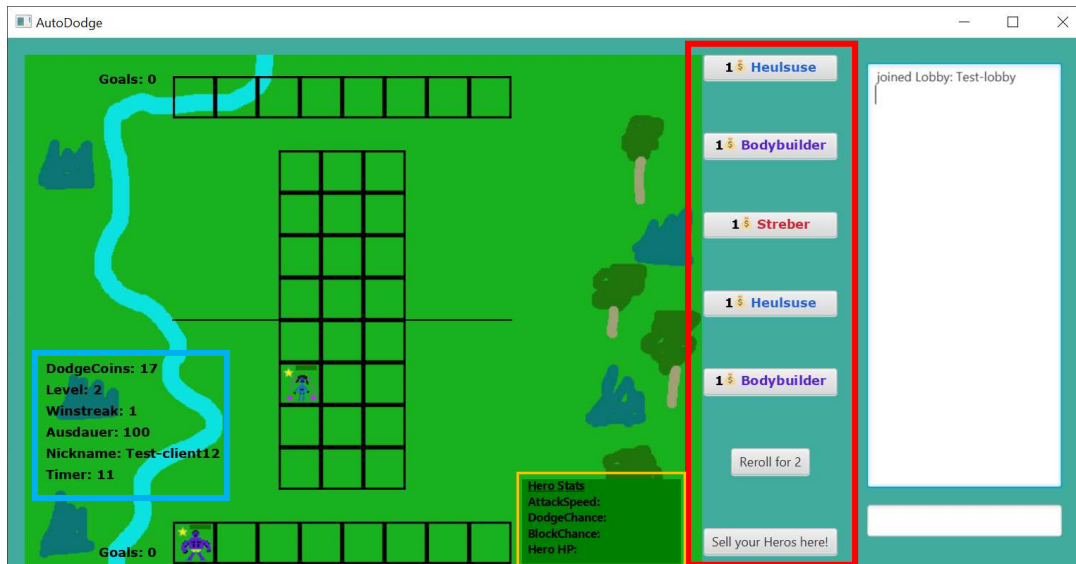 AutoDodge
Goals: 0
DodgeCoins: 17
Level: 2
Winstreak: 1
Ausdauer: 100
Nickname: Test-client12
Timer: 11
Goals: 0
Hero Stats
AttackSpeed:
DodgeChance:
BlockChance:
Hero HP:
1 Heulsuse
1 Bodybuilder
1 Streber
1 Heulsuse
1 Bodybuilder
Reroll for 2
Sell your Heros here!
joined Lobby: Test-lobby